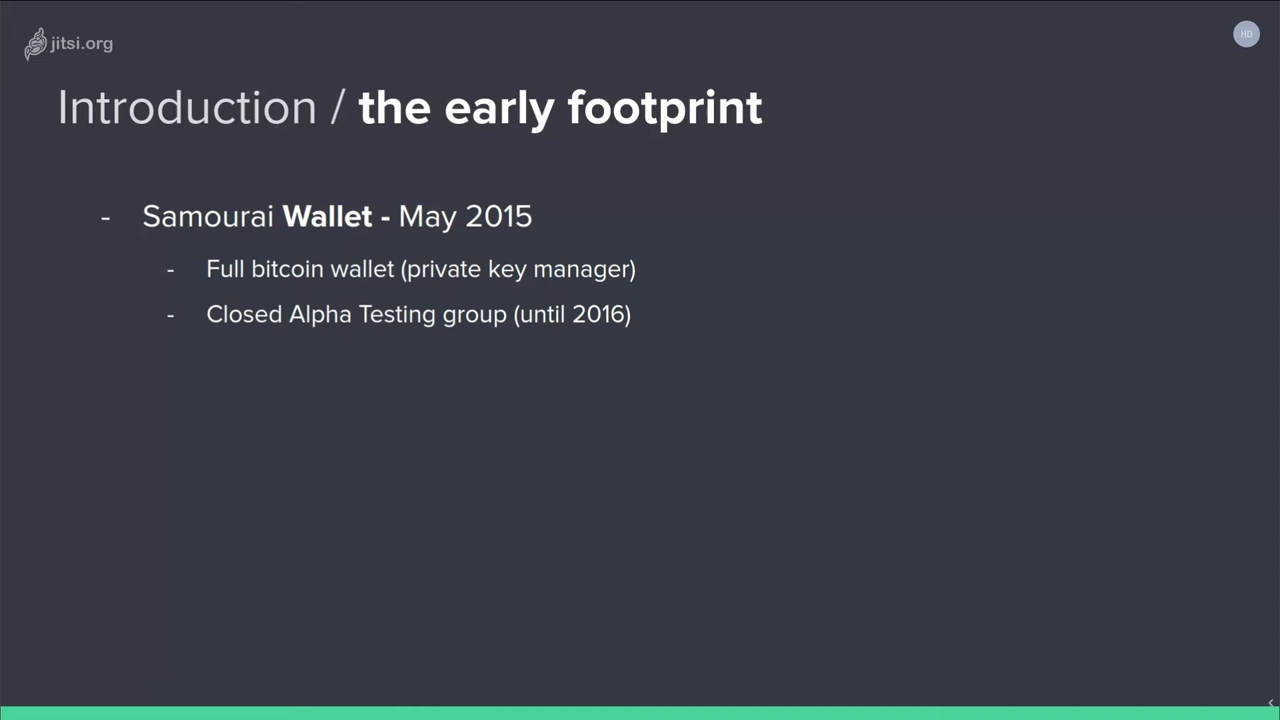 jitsi.org
HD
Introduction / the early footprint
- Samourai Wallet - May 2015
- Full bitcoin wallet (private key manager)
- Closed Alpha Testing group (until 2016)